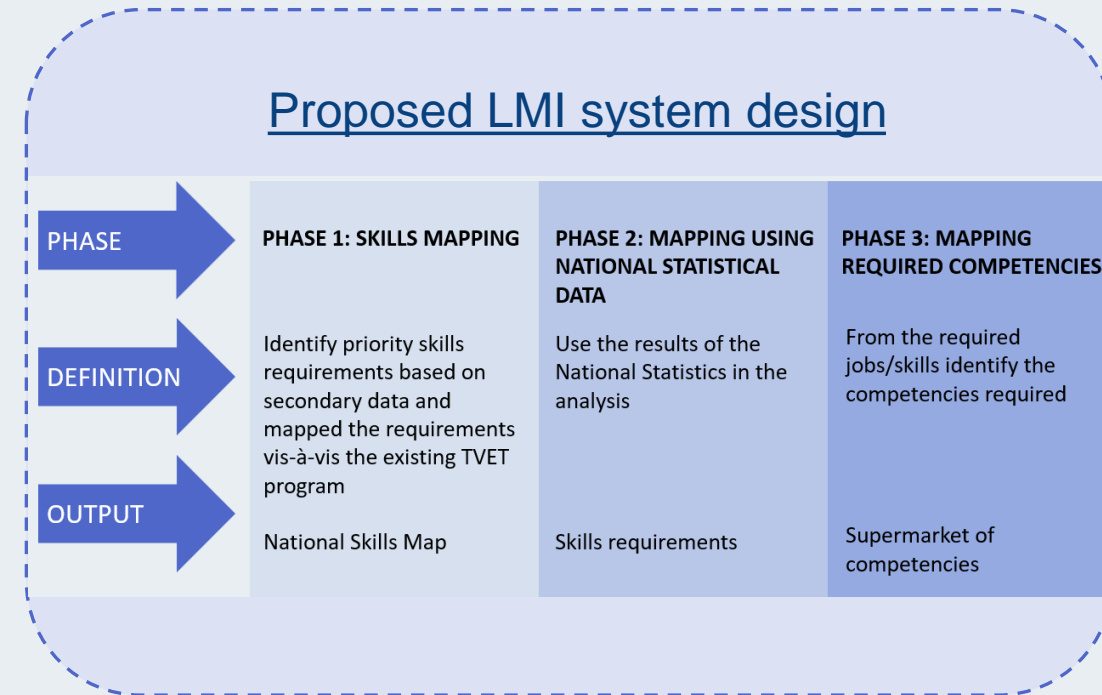 Proposed LMI system design
PHASE
PHASE 1: SKILLS MAPPING
PHASE 2: MAPPING USING
NATIONAL STATISTICAL
DATA
PHASE 3: MAPPING
REQUIRED COMPETENCIES
DEFINITION
Identify priority skills
requirements based on
secondary data and
mapped the requirements
vis-à-vis the existing TVET
program
Use the results of the
National Statistics in the
analysis
From the required
jobs/skills identify the
competencies required
OUTPUT
National Skills Map
Skills requirements
Supermarket of
competencies